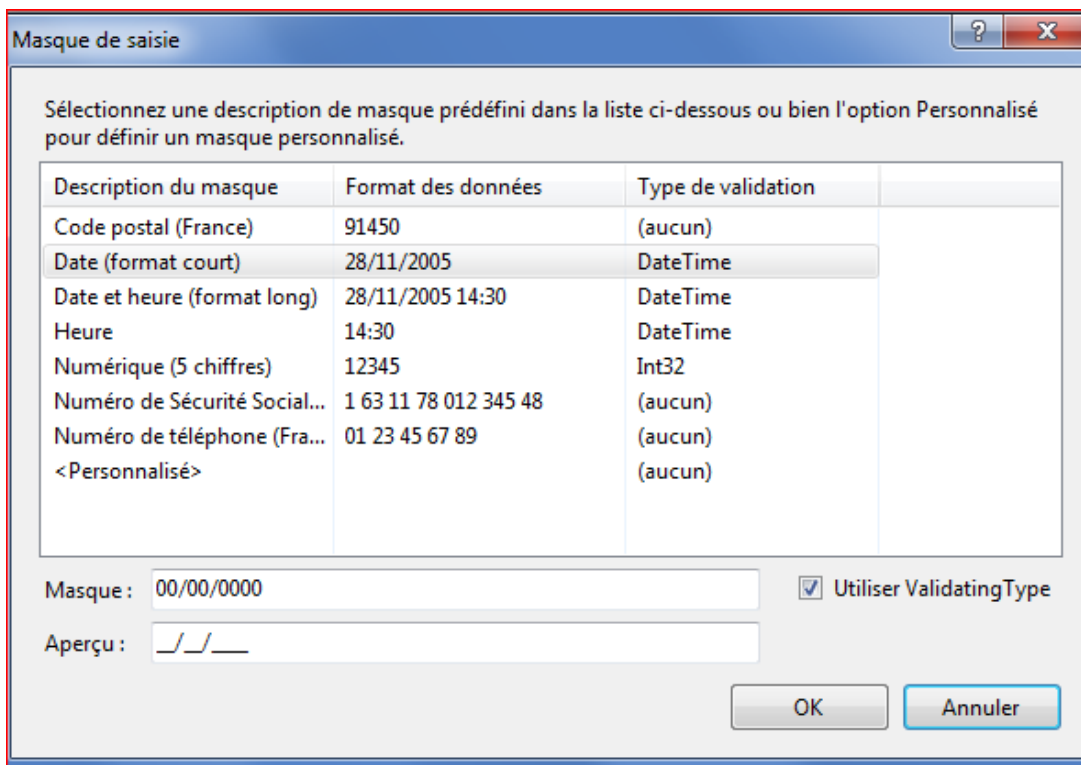 Masque de saisie
?
X
Sélectionnez une description de masque prédéfini dans la liste ci-dessous ou bien l'option Personnalisé
pour définir un masque personnalisé.
Description du masque Format des données Type de validation
Code postal (France) 91450 (aucun)
Date (format court) 28/11/2005 DateTime
Date et heure (format long) 28/11/2005 14:30 DateTime
Heure 14:30 DateTime
Numérique (5 chiffres) 12345 Int32
Numéro de Sécurité Social... 1 63 11 78 012 345 48 (aucun)
Numéro de téléphone (Fra... 01 23 45 67 89 (aucun)
<Personnalisé> (aucun)
Masque : 00/00/0000 Utiliser ValidatingType
Aperçu : __/__/____
OK Annuler